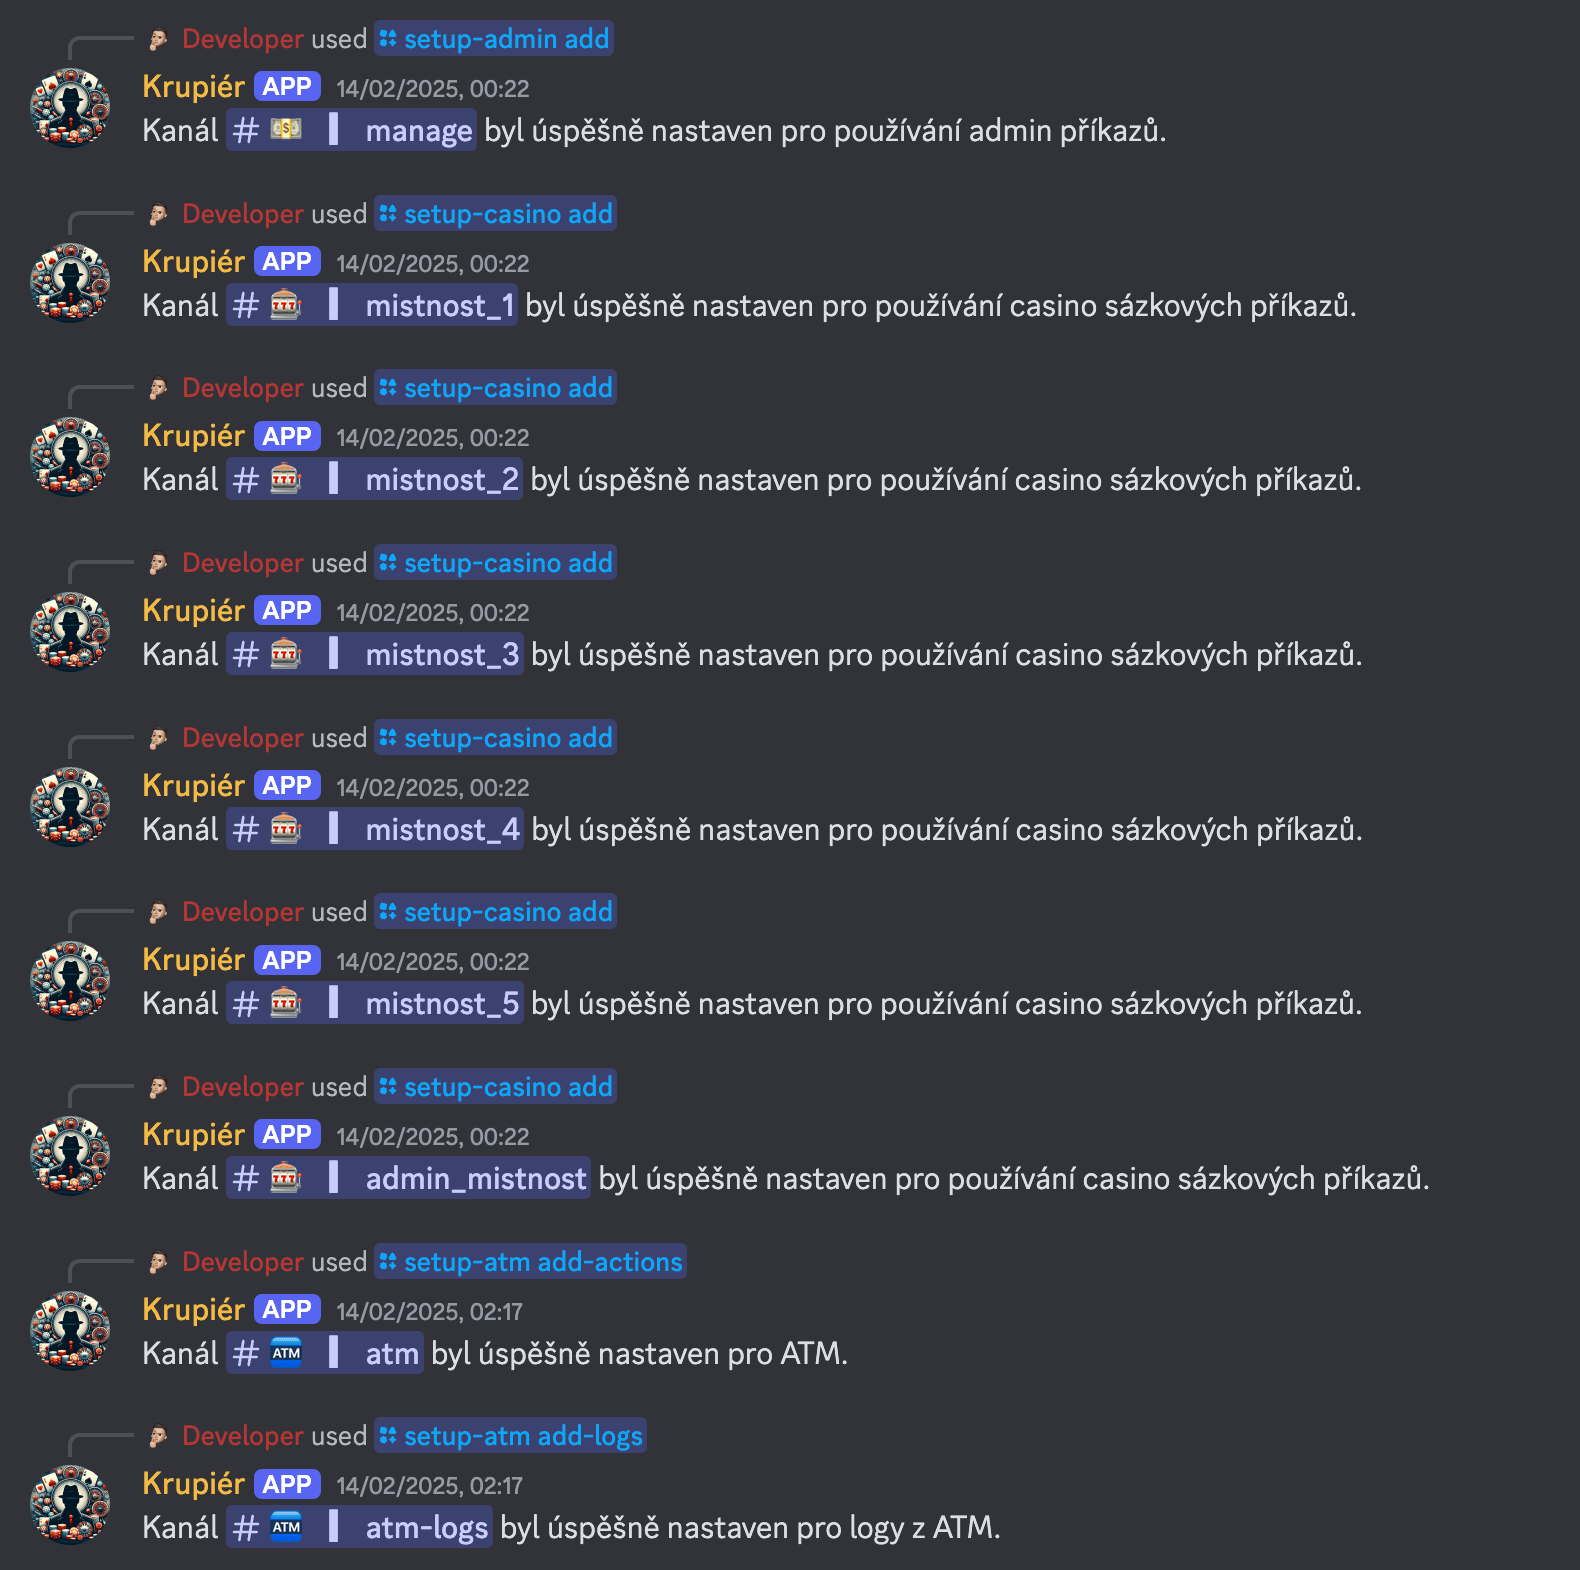 Developer used setup-admin add
Krupiér APP 14/02/2025, 00:22
Kanál # 💵 ▎ manage byl úspěšně nastaven pro používání admin příkazů.
Developer used setup-casino add
Krupiér APP 14/02/2025, 00:22
Kanál # 🎰 ▎ mistnost_1 byl úspěšně nastaven pro používání casino sázkových příkazů.
Developer used setup-casino add
Krupiér APP 14/02/2025, 00:22
Kanál # 🎰 ▎ mistnost_2 byl úspěšně nastaven pro používání casino sázkových příkazů.
Developer used setup-casino add
Krupiér APP 14/02/2025, 00:22
Kanál # 🎰 ▎ mistnost_3 byl úspěšně nastaven pro používání casino sázkových příkazů.
Developer used setup-casino add
Krupiér APP 14/02/2025, 00:22
Kanál # 🎰 ▎ mistnost_4 byl úspěšně nastaven pro používání casino sázkových příkazů.
Developer used setup-casino add
Krupiér APP 14/02/2025, 00:22
Kanál # 🎰 ▎ mistnost_5 byl úspěšně nastaven pro používání casino sázkových příkazů.
Developer used setup-casino add
Krupiér APP 14/02/2025, 00:22
Kanál # 🎰 ▎ admin_mistnost byl úspěšně nastaven pro používání casino sázkových příkazů.
Developer used setup-atm add-actions
Krupiér APP 14/02/2025, 02:17
Kanál # 🏧 ▎ atm byl úspěšně nastaven pro ATM.
Developer used setup-atm add-logs
Krupiér APP 14/02/2025, 02:17
Kanál # 🏧 ▎ atm-logs byl úspěšně nastaven pro logy z ATM.